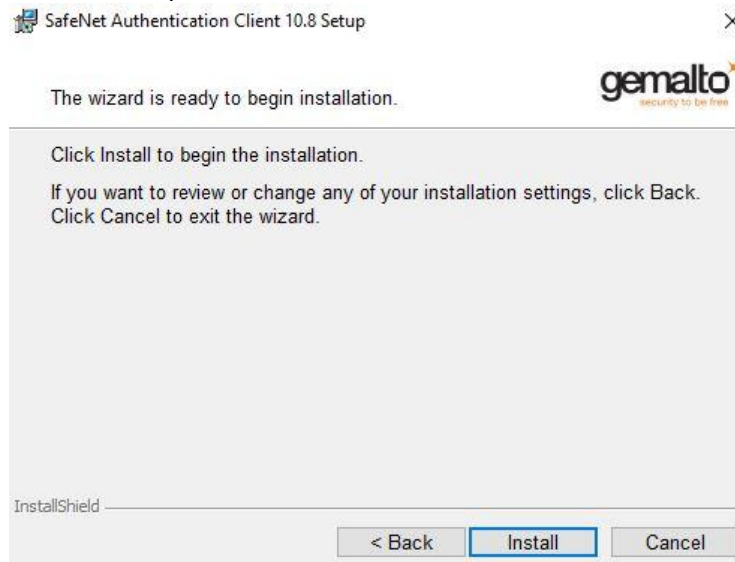 SafeNet Authentication Client 10.8 Setup
The wizard is ready to begin installation.
gemalto
security to be free
Click Install to begin the installation.
If you want to review or change any of your installation settings, click Back.
Click Cancel to exit the wizard.
InstallShield
< Back
Install
Cancel